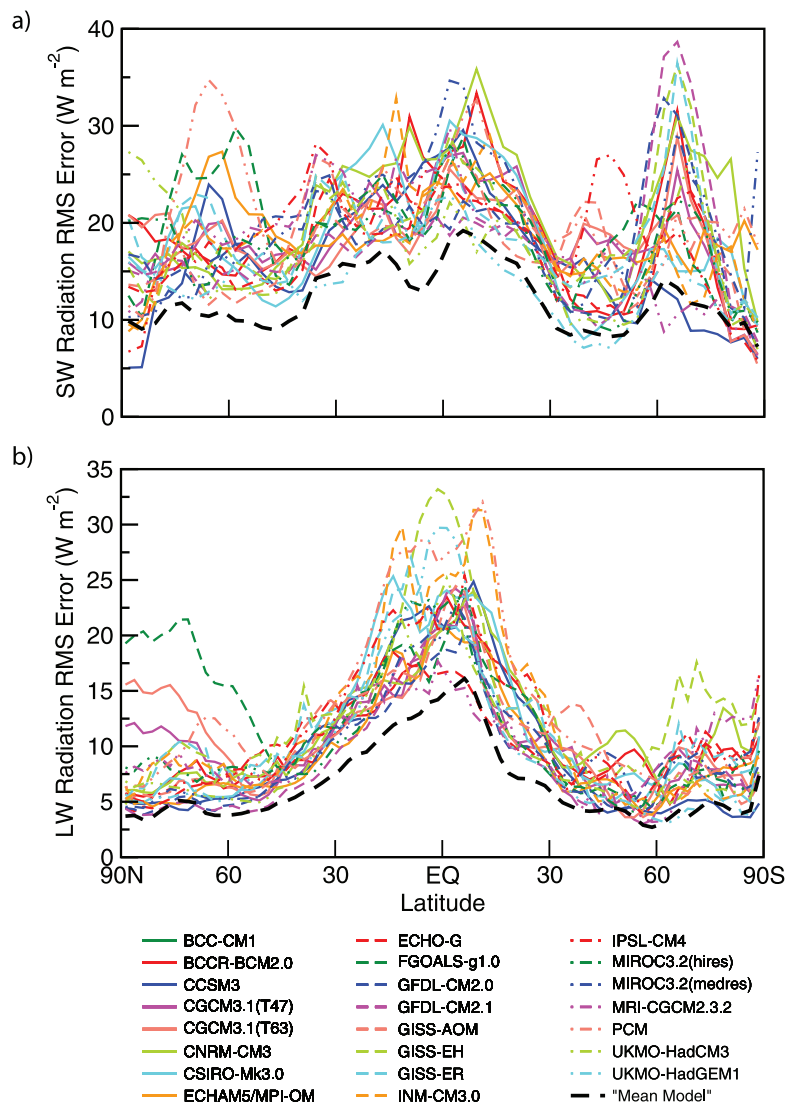 a)
SW Radiation RMS Error (W m⁻²)
40
30
20
10
0
b)
LW Radiation RMS Error (W m⁻²)
35
30
25
20
15
10
5
0
90N 60 30 EQ 30 60 90S
Latitude
BCC-CM1
BCCR-BCM2.0
CCSM3
CGCM3.1(T47)
CGCM3.1(T63)
CNRM-CM3
CSIRO-Mk3.0
ECHAM5/MPI-OM
ECHO-G
FGOALS-g1.0
GFDL-CM2.0
GFDL-CM2.1
GISS-AOM
GISS-EH
GISS-ER
INM-CM3.0
IPSL-CM4
MIROC3.2(hires)
MIROC3.2(medres)
MRI-CGCM2.3.2
PCM
UKMO-HadCM3
UKMO-HadGEM1
"Mean Model"